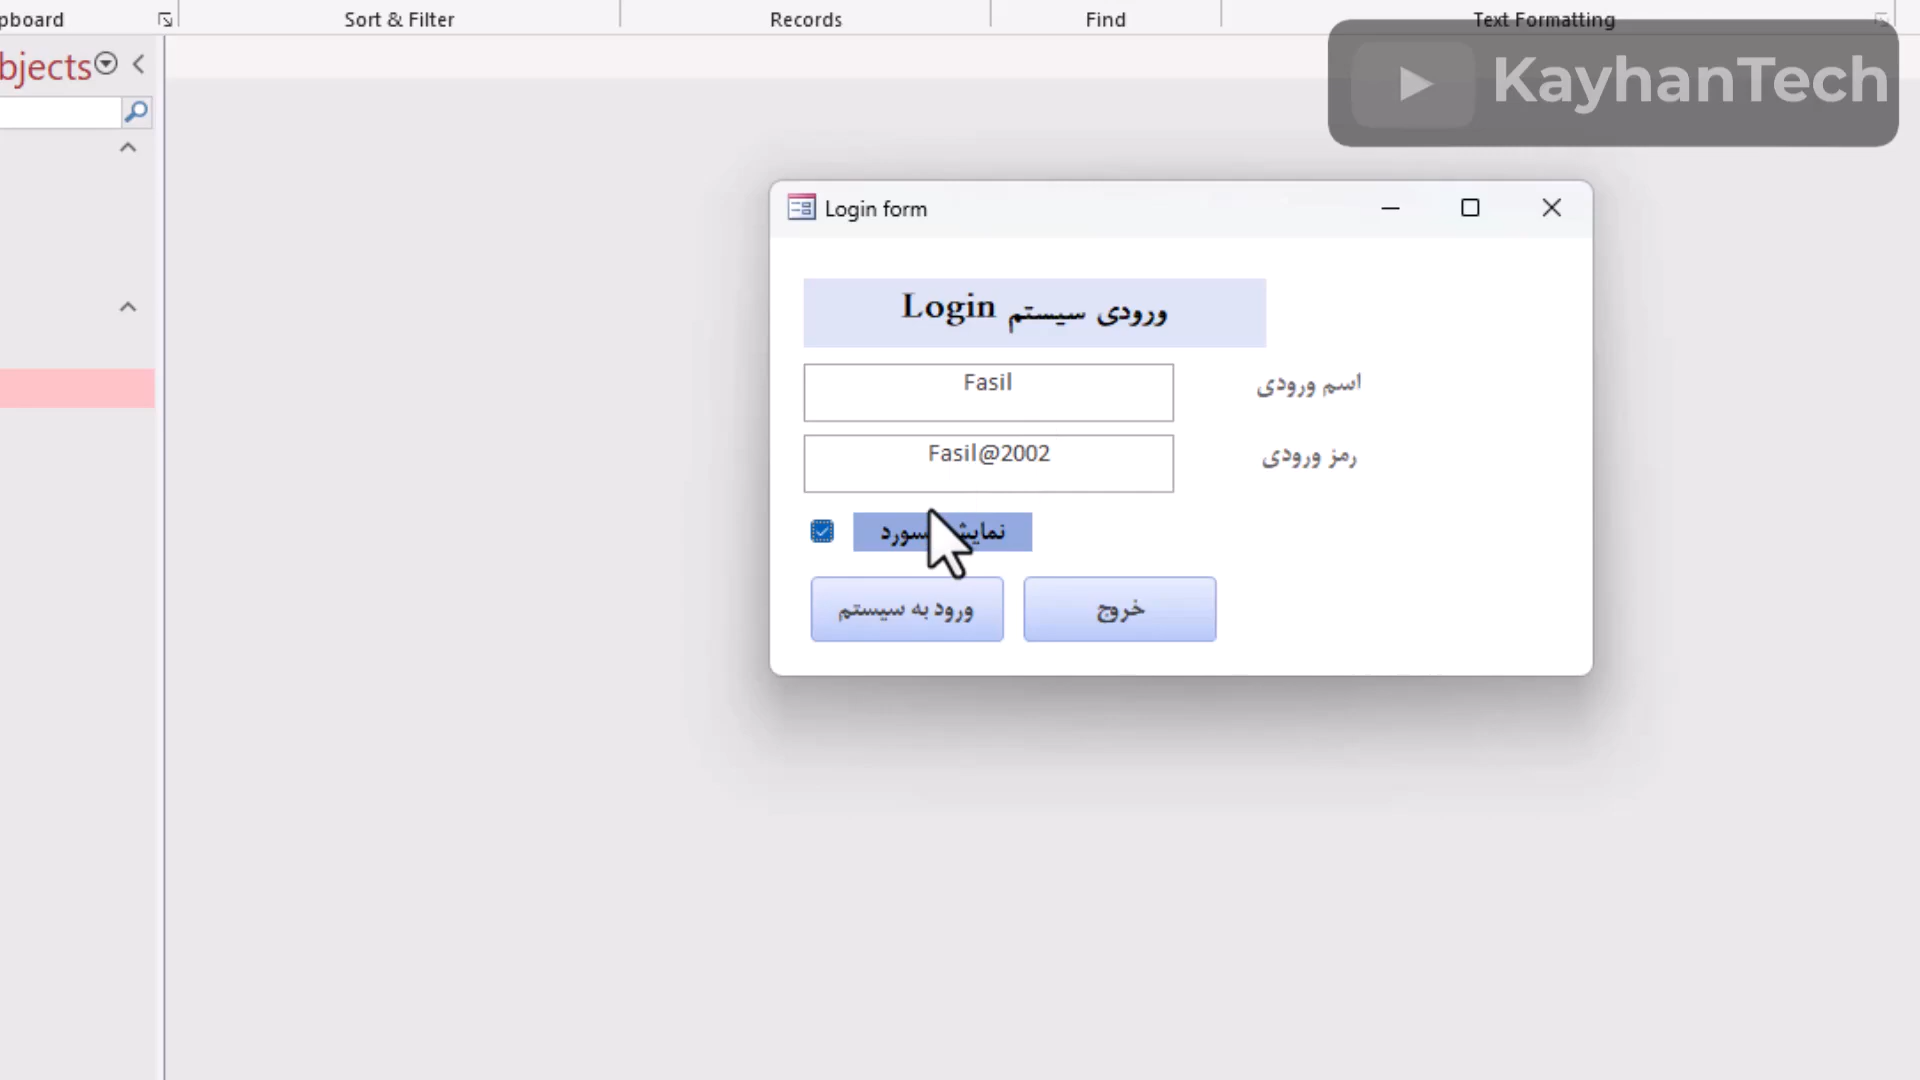 pboard
Sort & Filter
Records
Find
Text Formatting
bjects
KayhanTech
Login form
ورودی سیستم Login
Fasil
اسم ورودی
Fasil@2002
رمز ورودی
ورود به سیستم
خروج